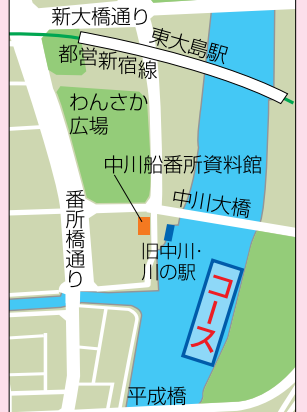 新大橋通り
東大島駅
都営新宿線
わんさか
広場
中川船番所資料館
中川大橋
番所橋通り
旧中川・
川の駅
コース
平成橋